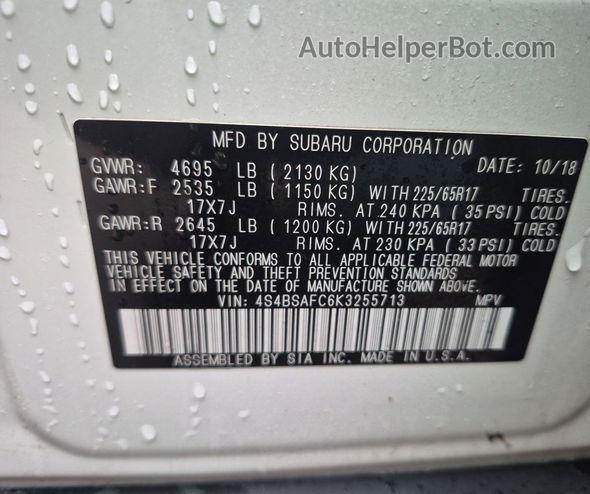 AutoHelperBot.com
MFD BY SUBARU CORPORATION
GVWR: 4695 LB ( 2130 KG) DATE: 10/18
GAWR:F 2535 LB ( 1150 KG) WITH 225/65R17 TIRES.
17X7J RIMS. AT 240 KPA ( 35 PSI) COLD
GAWR:R 2645 LB ( 1200 KG) WITH 225/65R17 TIRES.
17X7J RIMS. AT 230 KPA ( 33 PSI) COLD
THIS VEHICLE CONFORMS TO ALL APPLICABLE FEDERAL MOTOR
VEHICLE SAFETY AND THEFT PREVENTION STANDARDS
IN EFFECT ON THE DATE OF MANUFACTURE SHOWN ABOVE.
VIN: 4S4BSAFC6K3255713 MPV
ASSEMBLED BY SIA INC. MADE IN U.S.A.